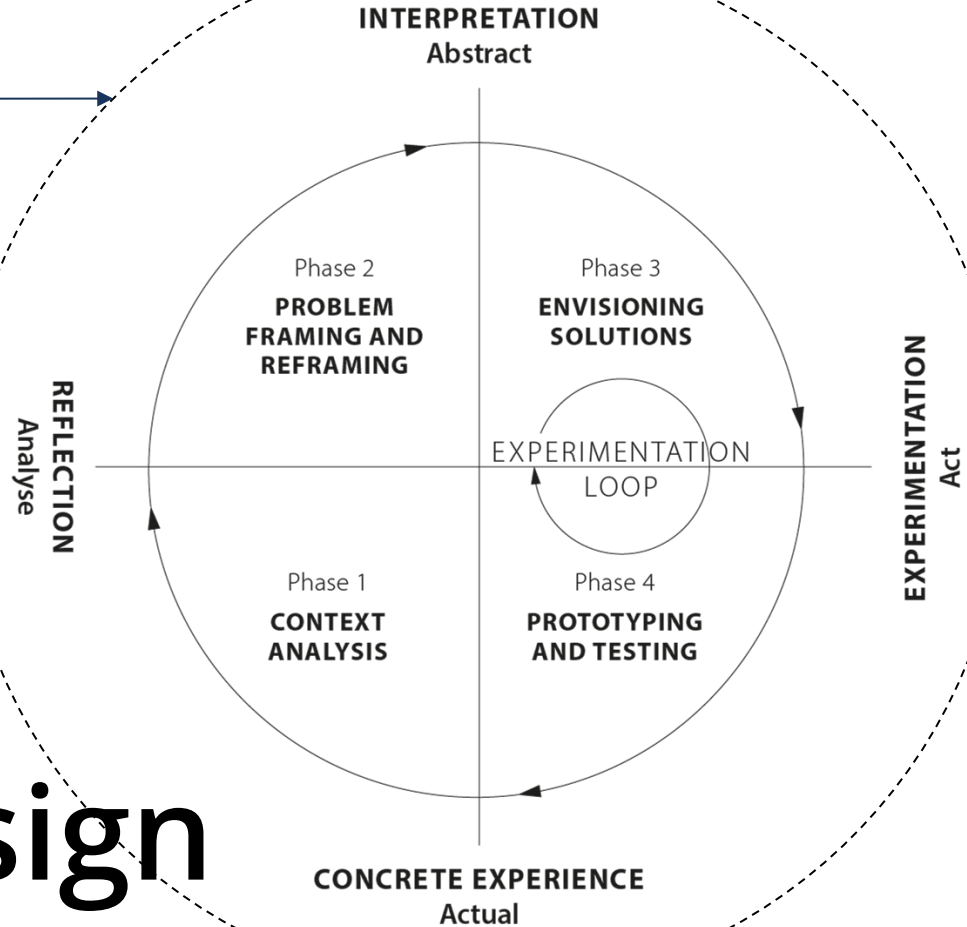 INTERPRETATION
Abstract
Phase 2
PROBLEM
FRAMING AND
REFRAMING
Phase 3
ENVISIONING
SOLUTIONS
REFLECTION
Analyse
EXPERIMENTATION
LOOP
EXPERIMENTATION
Act
Phase 1
CONTEXT
ANALYSIS
Phase 4
PROTOTYPING
AND TESTING
sign
CONCRETE EXPERIENCE
Actual